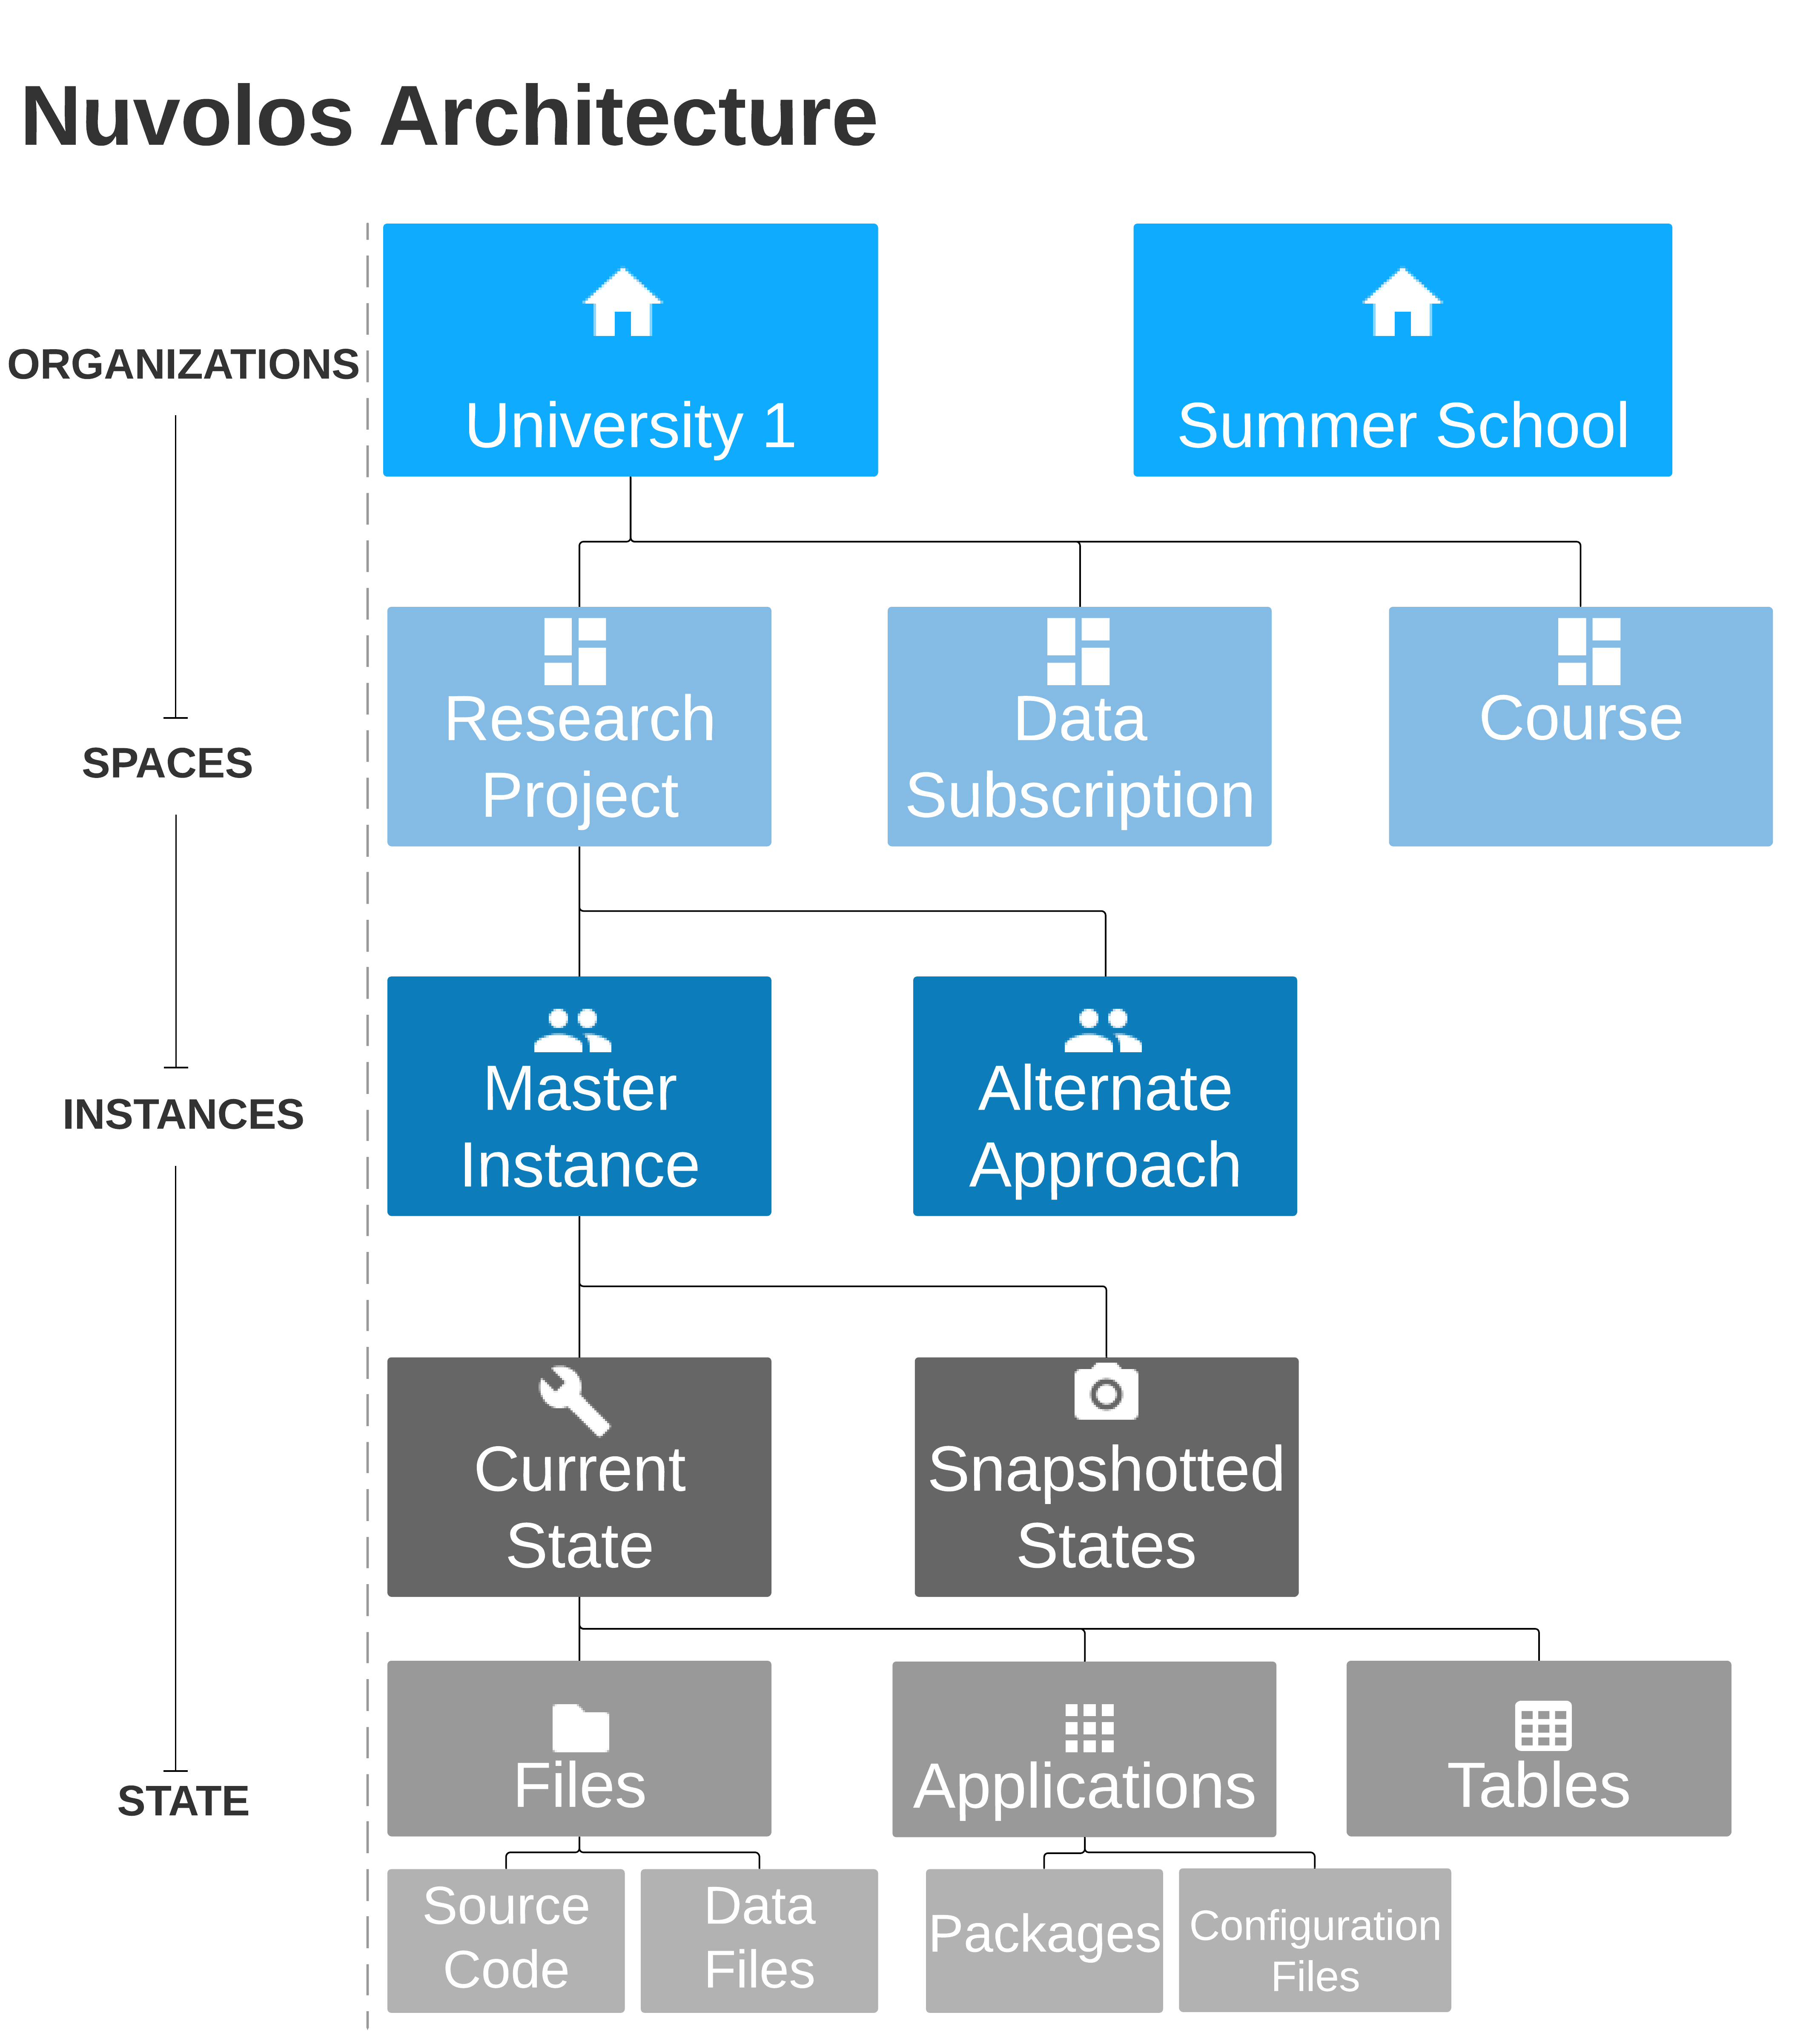 Nuvolos Architecture
ORGANIZATIONS
University 1
Summer School
SPACES
Research
Project
Data
Subscription
Course
INSTANCES
Master
Instance
Alternate
Approach
Current
State
Snapshotted
States
STATE
Files
Applications
Tables
Source
Code
Data
Files
Packages
Configuration
Files